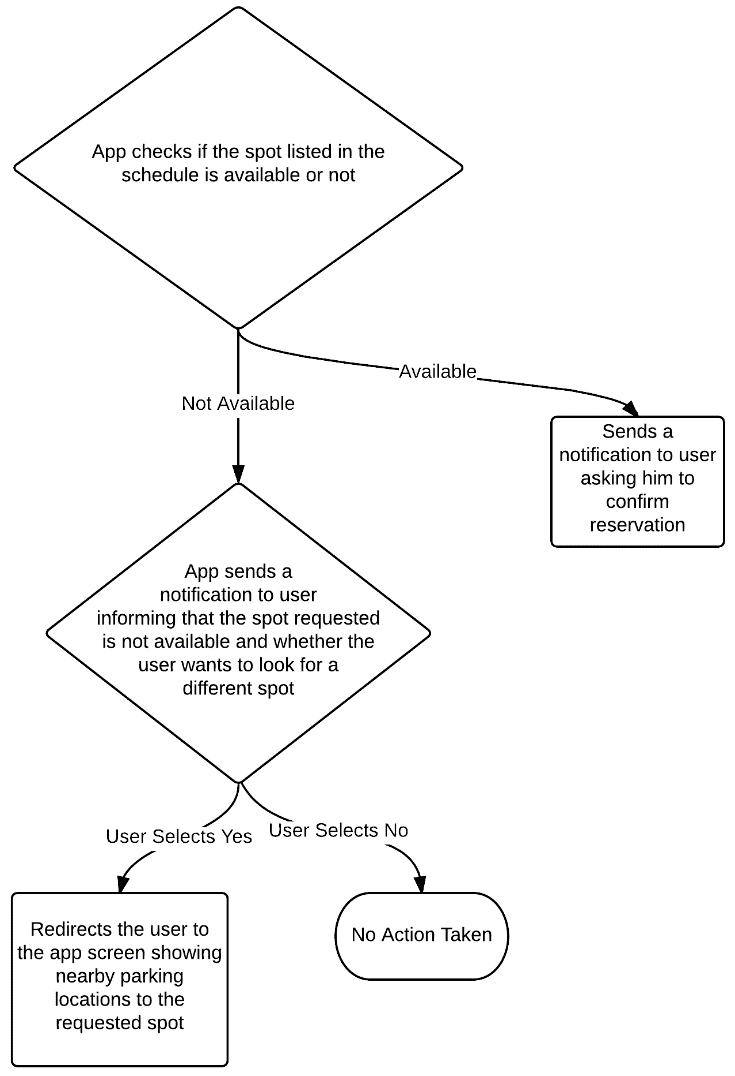 App checks if the spot listed in the
schedule is available or not
Available
Not Available
Sends a
notification to user
asking him to
confirm
reservation
App sends a
notification to user
informing that the spot requested
is not available and whether the
user wants to look for a
different spot
User Selects Yes
User Selects No
Redirects the user to
the app screen showing
nearby parking
locations to the
requested spot
No Action Taken